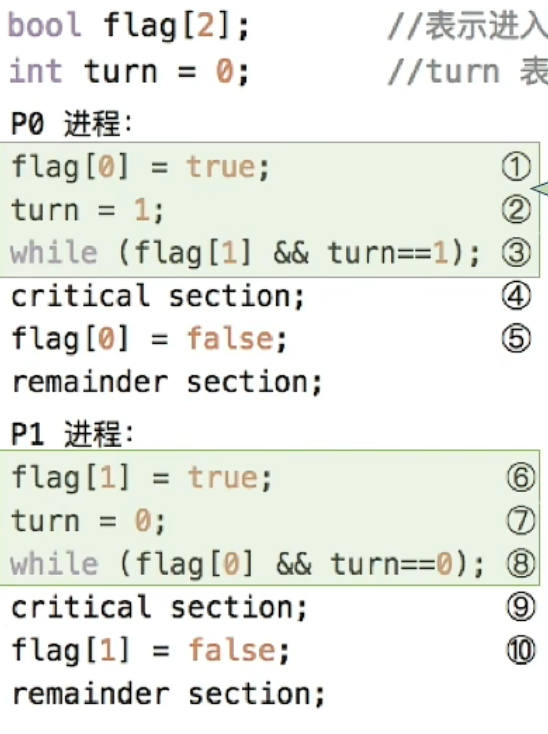 bool flag[2]; //表示进入
int turn = 0; //turn 表
P0 进程:
flag[0] = true; ①
turn = 1; ②
while (flag[1] && turn==1); ③
critical section; ④
flag[0] = false; ⑤
remainder section;
P1 进程:
flag[1] = true; ⑥
turn = 0; ⑦
while (flag[0] && turn==0); ⑧
critical section; ⑨
flag[1] = false; ⑩
remainder section;